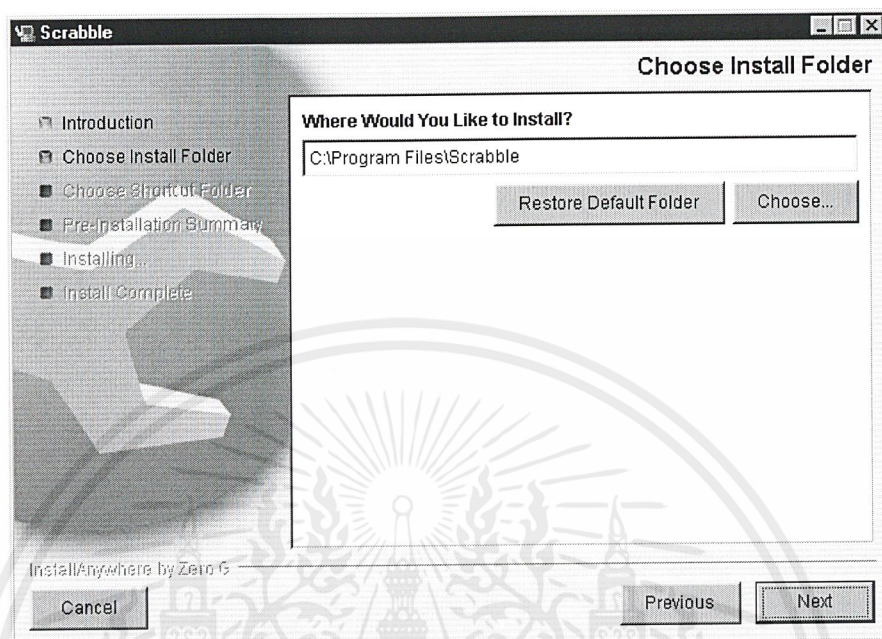 Scrabble
Choose Install Folder
Introduction
Choose Install Folder
Choose Shortcut Folder
Pre-Installation Summary
Installing...
Install Complete
Where Would You Like to Install?
C:\Program Files\Scrabble
Restore Default Folder
Choose...
InstallAnywhere by Zero G
Cancel
Previous
Next